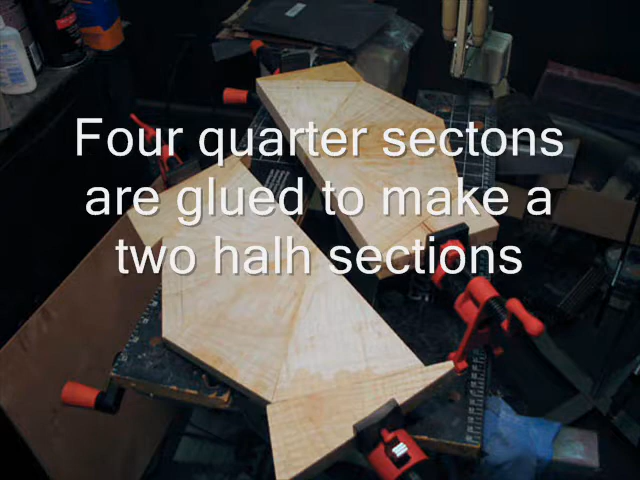 Four quarter sectons
are glued to make a
two halh sections